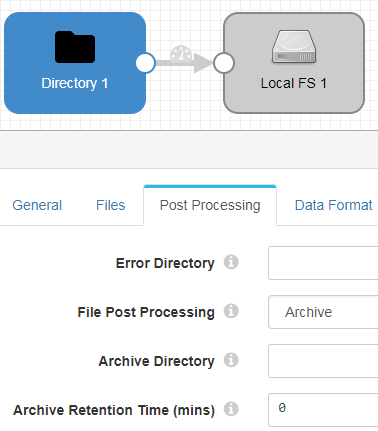 Directory 1
Local FS 1
General
Files
Post Processing
Data Format
Error Directory
File Post Processing
Archive
Archive Directory
Archive Retention Time (mins)
0